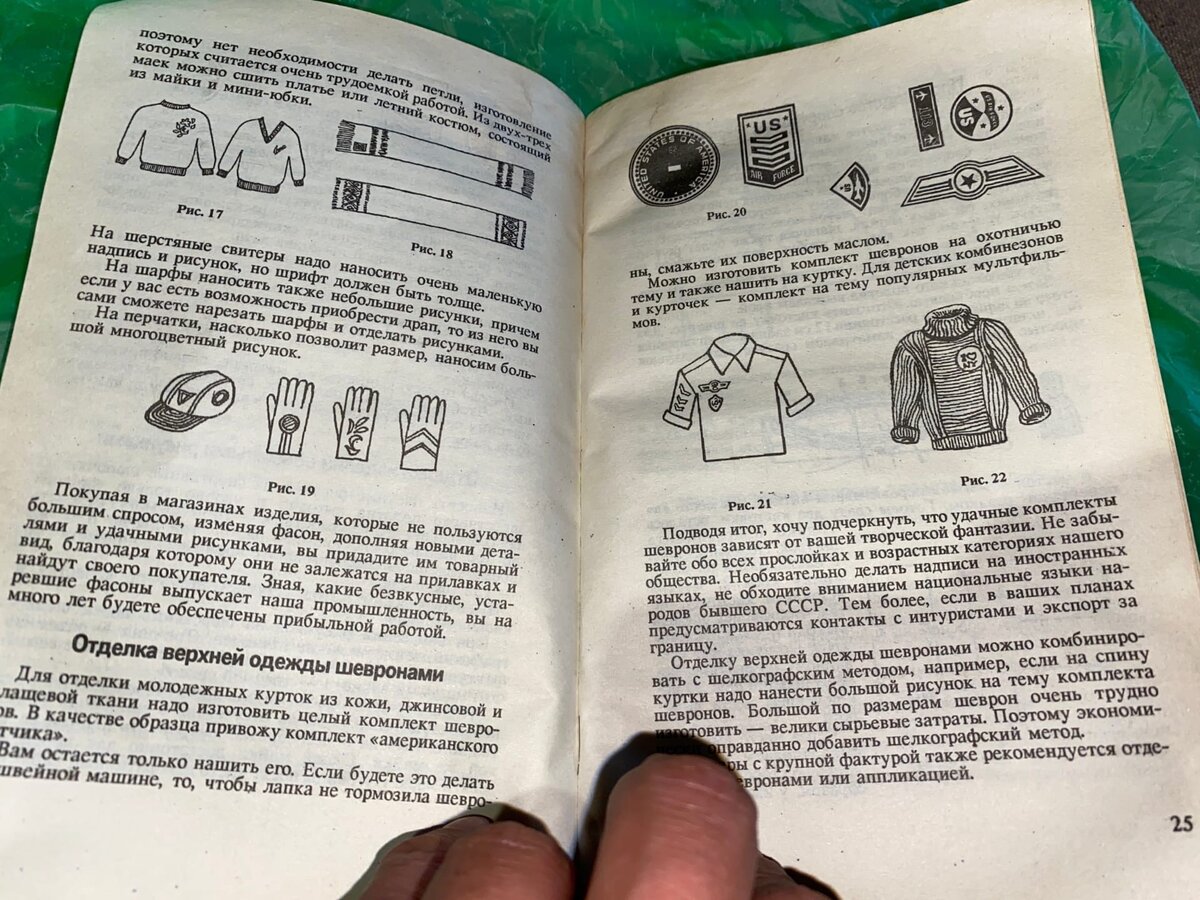 поэтому нет необходимости делать петли, изготовление
которых считается очень трудоемкой работой. Из двух-трех
маек можно сшить платье или летний костюм, состоящий
из майки и мини-юбки.
Рис. 17
Рис. 18
На шерстяные свитеры надо наносить очень маленькую
надпись и рисунок, но шрифт должен быть толще.
На шарфы наносить также небольшие рисунки, причем
если у вас есть возможность приобрести драп, то из него вы
сами сможете нарезать шарфы и отделать рисунками.
На перчатки, насколько позволит размер, наносим боль-
шой многоцветный рисунок.
Рис. 19
Покупая в магазинах изделия, которые не пользуются
большим спросом, изменяя фасон, дополняя новыми дета-
лями и удачными рисунками, вы придадите им товарный
вид, благодаря которому они не залежатся на прилавках и
найдут своего покупателя. Зная, какие безвкусные, уста-
ревшие фасоны выпускает наша промышленность, вы на
много лет будете обеспечены прибыльной работой.
Отделка верхней одежды шевронами
Для отделки молодежных курток из кожи, джинсовой и
плащевой ткани надо изготовить целый комплект шевро-
ов. В качестве образца привожу комплект «американского
тчика».
Вам остается только нашить его. Если будете это делать
швейной машине, то, чтобы лапка не тормозила шевро-
UNITED STATES OF AMERICA
US
AIR FORCE
US
Рис. 20
ны, смажьте их поверхность маслом.
Можно изготовить комплект шевронов на охотничью
тему и также нашить на куртку. Для детских комбинезонов
и курточек — комплект на тему популярных мультфиль-
мов.
Рис. 21
Рис. 22
Подводя итог, хочу подчеркнуть, что удачные комплекты
шевронов зависят от вашей творческой фантазии. Не забы-
вайте обо всех прослойках и возрастных категориях нашего
общества. Необязательно делать надписи на иностранных
языках, не обходите вниманием национальные языки на-
родов бывшего СССР. Тем более, если в ваших планах
предусматриваются контакты с интуристами и экспорт за
границу.
Отделку верхней одежды шевронами можно комбиниро-
вать с шелкографским методом, например, если на спину
куртки надо нанести большой рисунок на тему комплекта
шевронов. Большой по размерам шеврон очень трудно
изготовить — велики сырьевые затраты. Поэтому экономи-
оправданно добавить шелкографский метод.
ры с крупной фактурой также рекомендуется отде-
вронами или аппликацией.
25